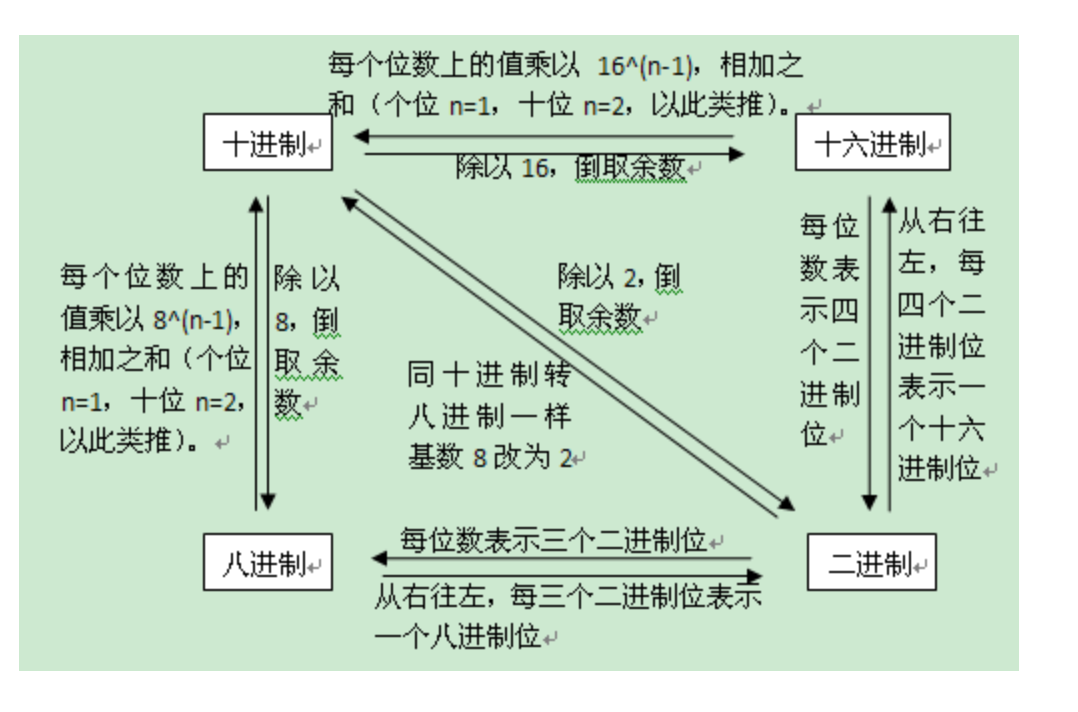 每个位数上的值乘以 16^(n-1)，相加之
和（个位 n=1，十位 n=2，以此类推）。
十进制
十六进制
除以 16，倒取余数
每个位数上的
值乘以 8^(n-1)，
相加之和（个位
n=1，十位 n=2，
以此类推）。
除以
8，倒
取余
数
除以 2，倒
取余数
同十进制转
八进制一样
基数 8 改为 2
每位
数表
示四
个二
进制
位
从右往
左，每
四个二
进制位
表示一
个十六
进制位
八进制
每位数表示三个二进制位
二进制
从右往左，每三个二进制位表示
一个八进制位